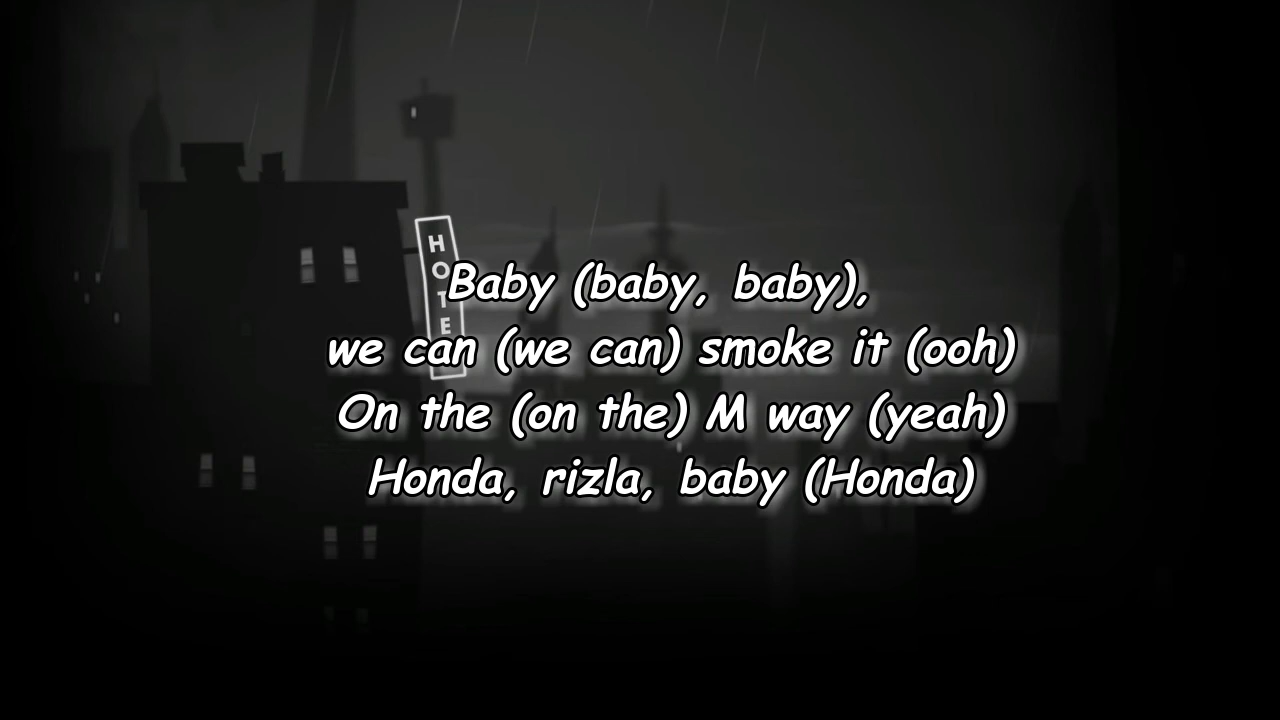 HOTE
Baby (baby, baby),
we can (we can) smoke it (ooh)
On the (on the) M way (yeah)
Honda, rizla, baby (Honda)